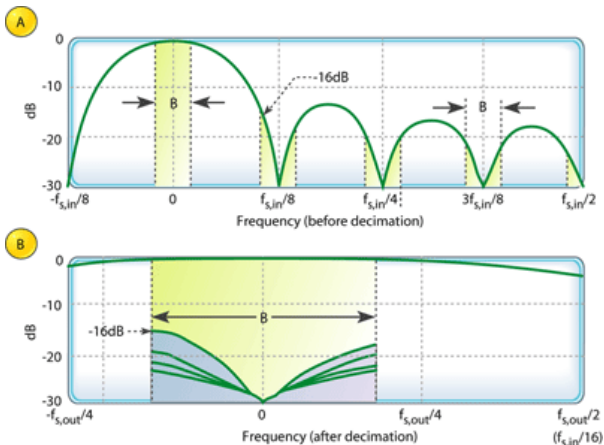 A
0
-10
-20
-30
dB
-16dB
B
B
-fs,in/8
0
fs,in/8
fs,in/4
3fs,in/8
fs,in/2
Frequency (before decimation)
B
0
-10
-20
-30
dB
-16dB
B
-fs,out/4
0
fs,out/4
fs,out/2
(fs,in/16)
Frequency (after decimation)